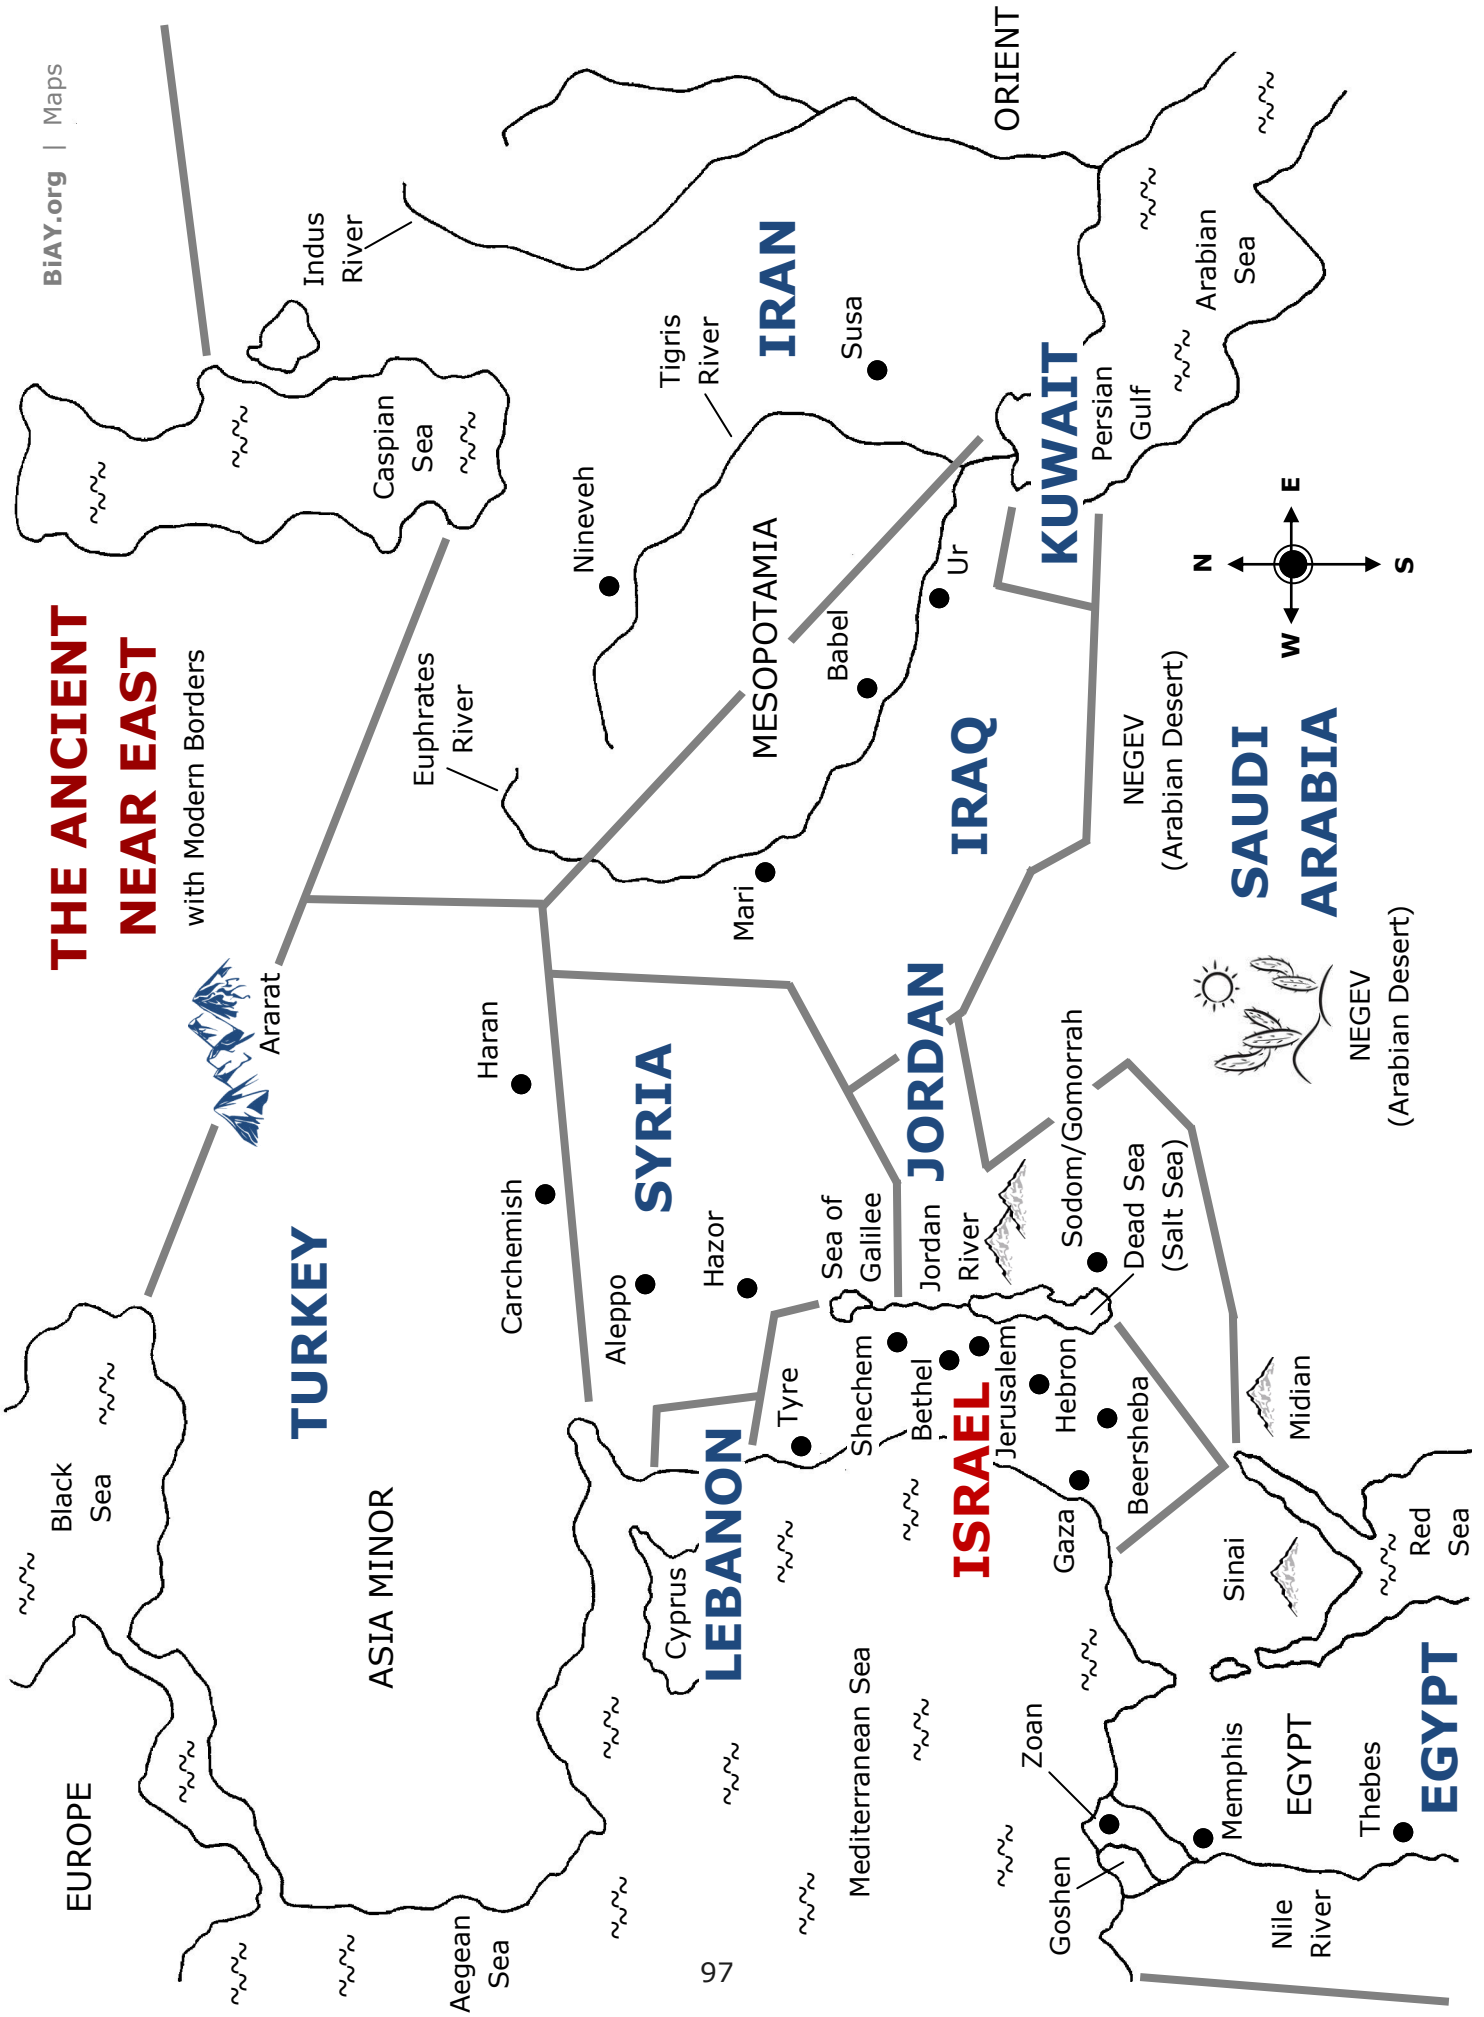 BiAY.org | Maps
THE ANCIENT
NEAR EAST
with Modern Borders
EUROPE
Black
Sea
TURKEY
ASIA MINOR
Ararat
Caspian
Sea
Indus
River
Aegean
Sea
Carchemish
Haran
Euphrates
River
Nineveh
Tigris
River
Cyprus
LEBANON
Aleppo
SYRIA
Hazor
Mari
MESOPOTAMIA
IRAN
Susa
Babel
Ur
IRAQ
Mediterranean Sea
Tyre
Sea of
Galilee
Shechem
Bethel
Jordan
River
JORDAN
ISRAEL
Jerusalem
Hebron
Gaza
Beersheba
Sodom/Gomorrah
Dead Sea
(Salt Sea)
KUWAIT
Persian
Gulf
ORIENT
Arabian
Sea
NEGEV
(Arabian Desert)
SAUDI
ARABIA
NEGEV
(Arabian Desert)
N
W
E
S
Midian
Sinai
Red
Sea
Zoan
Goshen
Memphis
EGYPT
Thebes
EGYPT
Nile
River
97